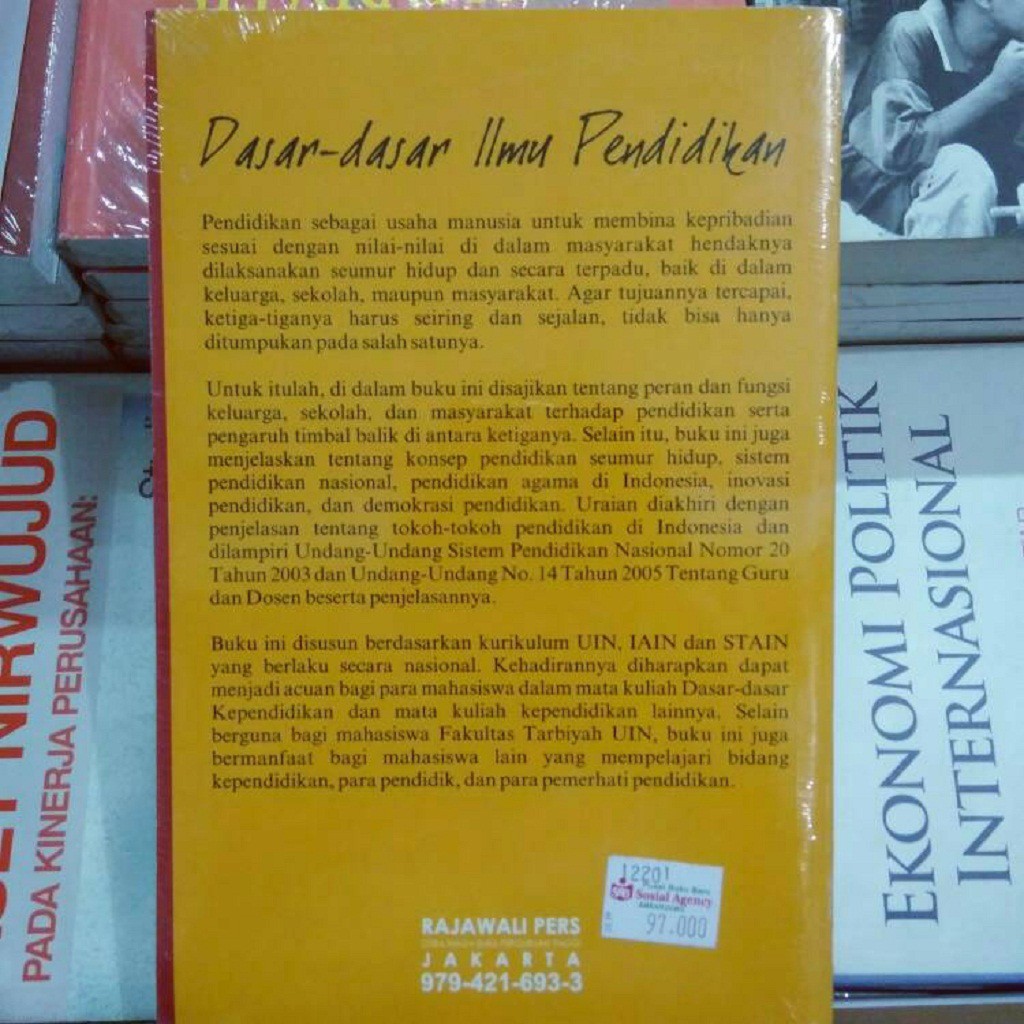 Dasar-dasar Ilmu Pendidikan
Pendidikan sebagai usaha manusia untuk membina kepribadian
sesuai dengan nilai-nilai di dalam masyarakat hendaknya
dilaksanakan seumur hidup dan secara terpadu, baik di dalam
keluarga, sekolah, maupun masyarakat. Agar tujuannya tercapai,
ketiga-tiganya harus seiring dan sejalan, tidak bisa hanya
ditumpukan pada salah satunya.
Untuk itulah, di dalam buku ini disajikan tentang peran dan fungsi
keluarga, sekolah, dan masyarakat terhadap pendidikan serta
pengaruh timbal balik di antara ketiganya. Selain itu, buku ini juga
menjelaskan tentang konsep pendidikan seumur hidup, sistem
pendidikan nasional, pendidikan agama di Indonesia, inovasi
pendidikan, dan demokrasi pendidikan. Uraian diakhiri dengan
penjelasan tentang tokoh-tokoh pendidikan di Indonesia dan
dilampiri Undang-Undang Sistem Pendidikan Nasional Nomor 20
Tahun 2003 dan Undang-Undang No. 14 Tahun 2005 Tentang Guru
dan Dosen beserta penjelasannya.
Buku ini disusun berdasarkan kurikulum UIN, IAIN dan STAIN
yang berlaku secara nasional. Kehadirannya diharapkan dapat
menjadi acuan bagi para mahasiswa dalam mata kuliah Dasar-dasar
Kependidikan dan mata kuliah kependidikan lainnya. Selain
berguna bagi mahasiswa Fakultas Tarbiyah UIN, buku ini juga
bermanfaat bagi mahasiswa lain yang mempelajari bidang
kependidikan, para pendidik, dan para pemerhati pendidikan.
12201
Sosial Agency
97.000
RAJAWALI PERS
JAKARTA
979-421-693-3
NIRWUJUD
PADA KINERJA PERUSAHAAN:
EKONOMI POLITIK
INTERNASIONAL